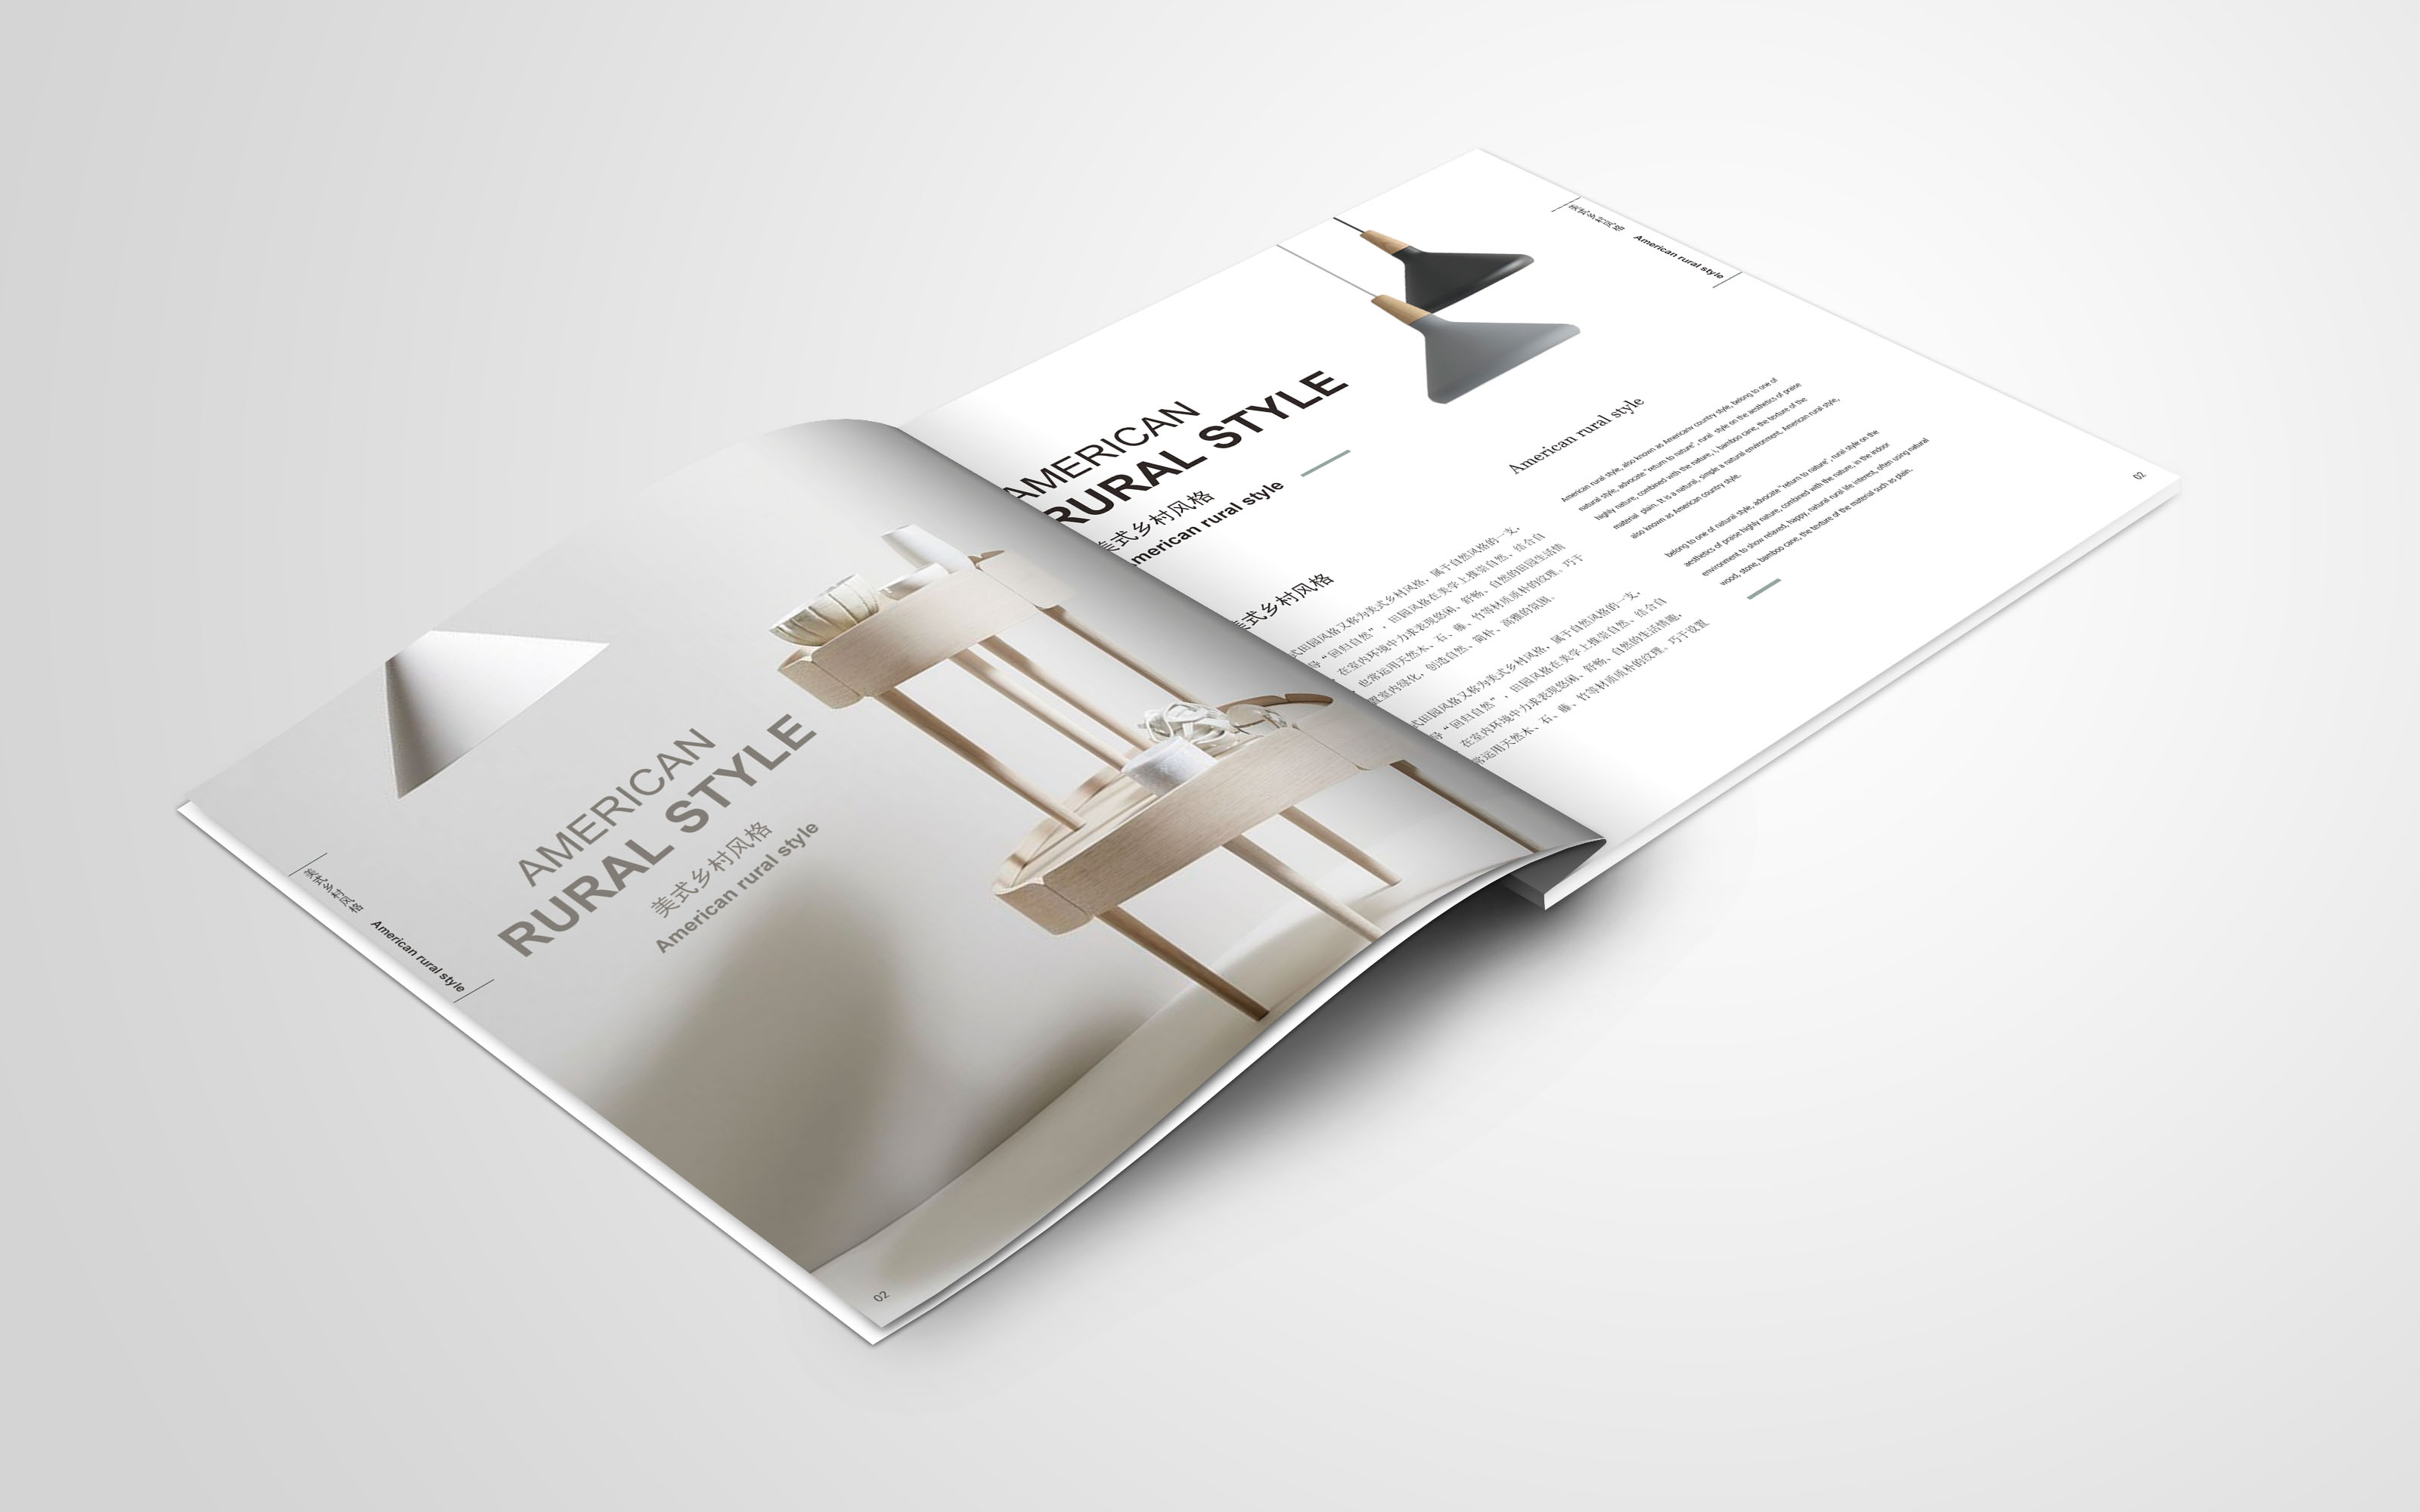 美式乡村风格
American rural style
AMERICAN
RURAL STYLE
美式乡村风格
American rural style
02
美式乡村风格
American rural style
AMERICAN
RURAL STYLE
美式乡村风格
American rural style
美式乡村风格
式田园风格又称为美式乡村风格，属于自然风格的一支，
导“回归自然”，田园风格在美学上推崇自然、结合自
在室内环境中力求表现悠闲、舒畅、自然的田园生活情
也常运用天然木、石、藤、竹等材质质朴的纹理。巧于
置室内绿化，创造自然、简朴、高雅的氛围。
式田园风格又称为美式乡村风格，属于自然风格的一支，
导“回归自然”，田园风格在美学上推崇自然、结合自
在室内环境中力求表现悠闲、舒畅、自然的生活情趣，
常运用天然木、石、藤、竹等材质质朴的纹理。巧于设置
American rural style
American rural style, also known as Americanv country style, belong to one of
natural style, advocate "return to nature", rural style on the aesthetics of praise
highly nature, combined with the nature, i, bamboo cane, the texture of the
material plain. It is a natural, simple a natural environment. American rural style,
also known as American country style.
belong to one of natural style, advocate "return to nature", rural style on the
aesthetics of praise highly nature, combined with the nature, in the indoor
environment to show relaxed, happy, natural rural life interest, often using natural
wood, stone, bamboo cane, the texture of the material such as plain.
02